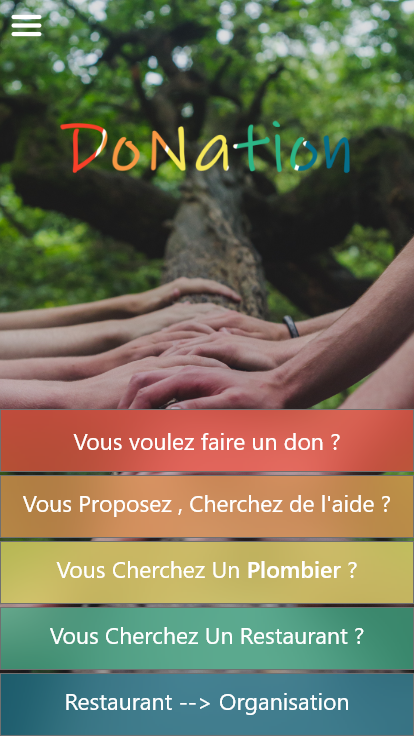 DoNation
Vous voulez faire un don ?
Vous Proposez , Cherchez de l'aide ?
Vous Cherchez Un Plombier ?
Vous Cherchez Un Restaurant ?
Restaurant --> Organisation